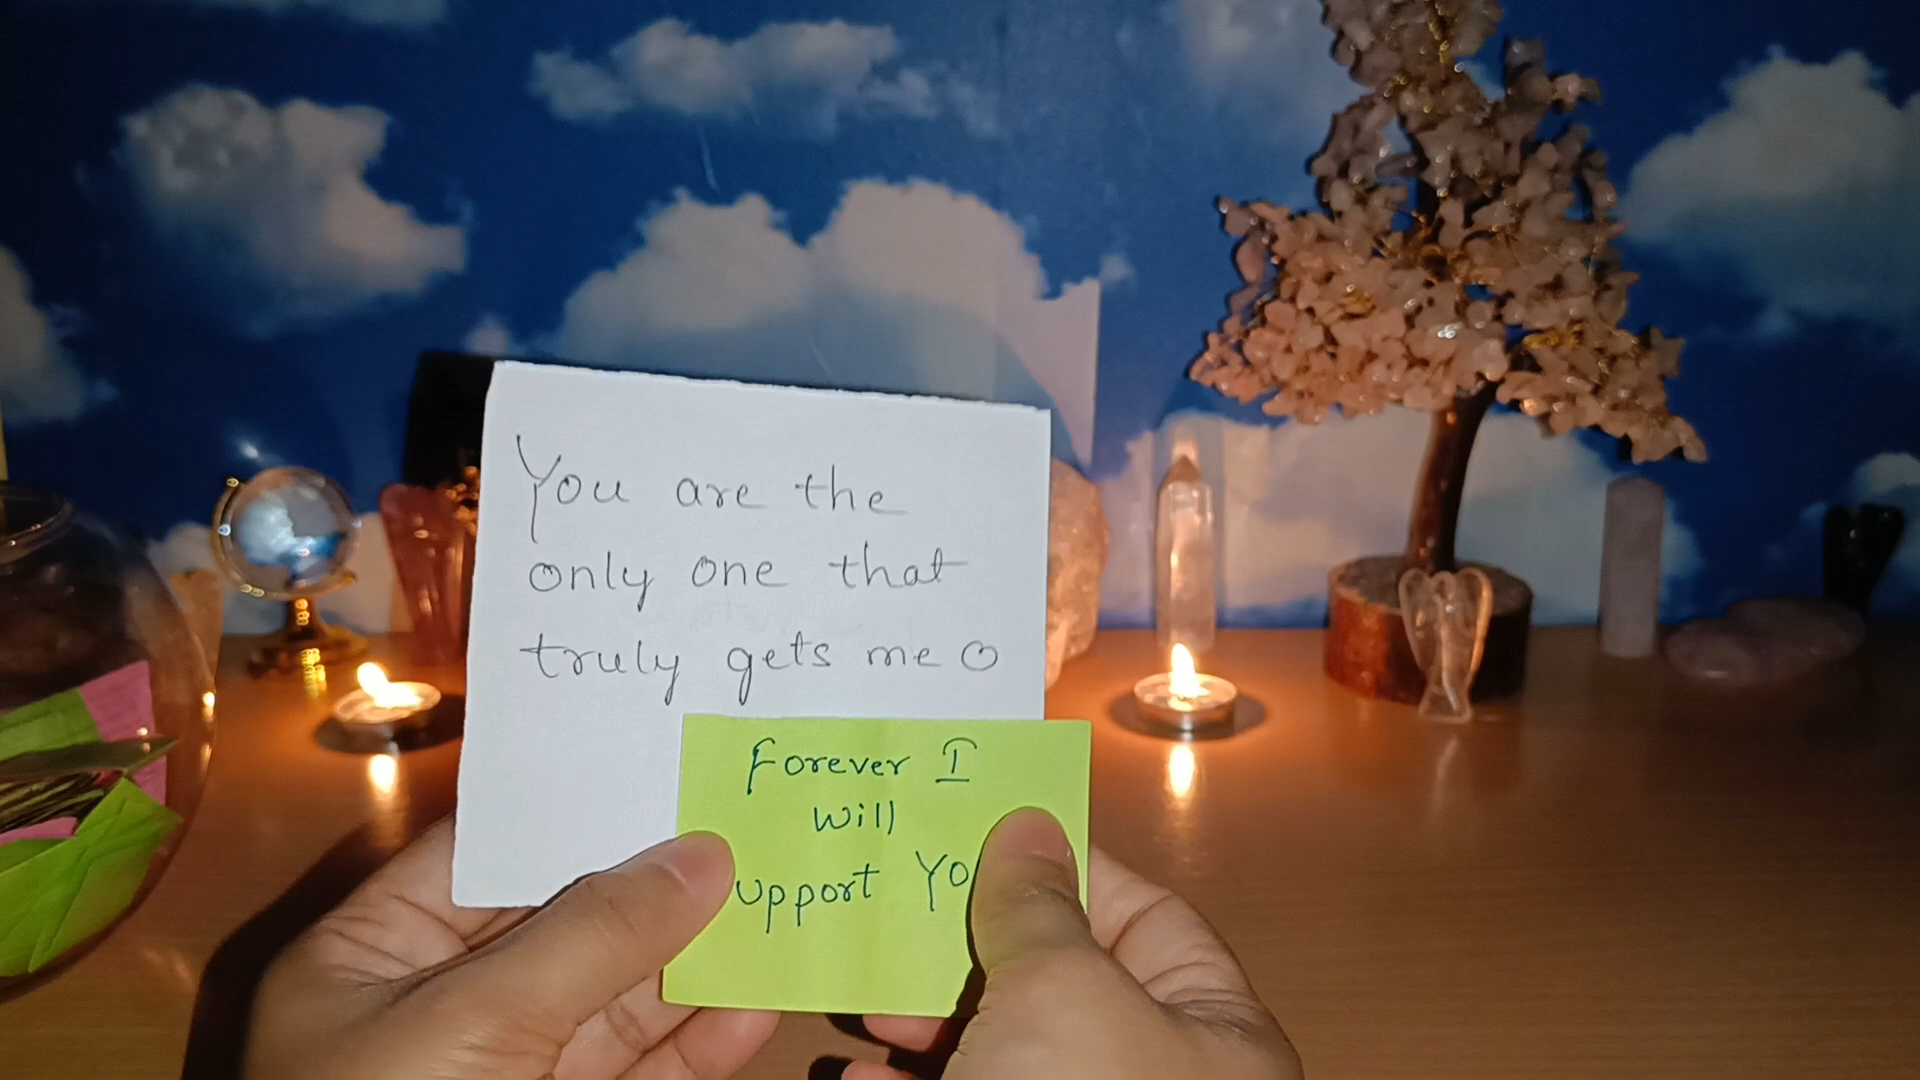 You are the
only one that
truly gets me O
Forever I
will
upport Yo